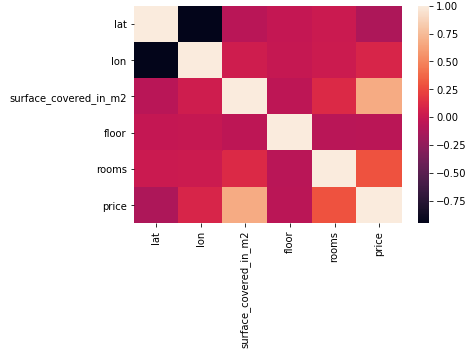 lat
lon
surface_covered_in_m2
floor
rooms
price
lat
lon
surface_covered_in_m2
floor
rooms
price
1.00
0.75
0.50
0.25
0.00
−0.25
−0.50
−0.75